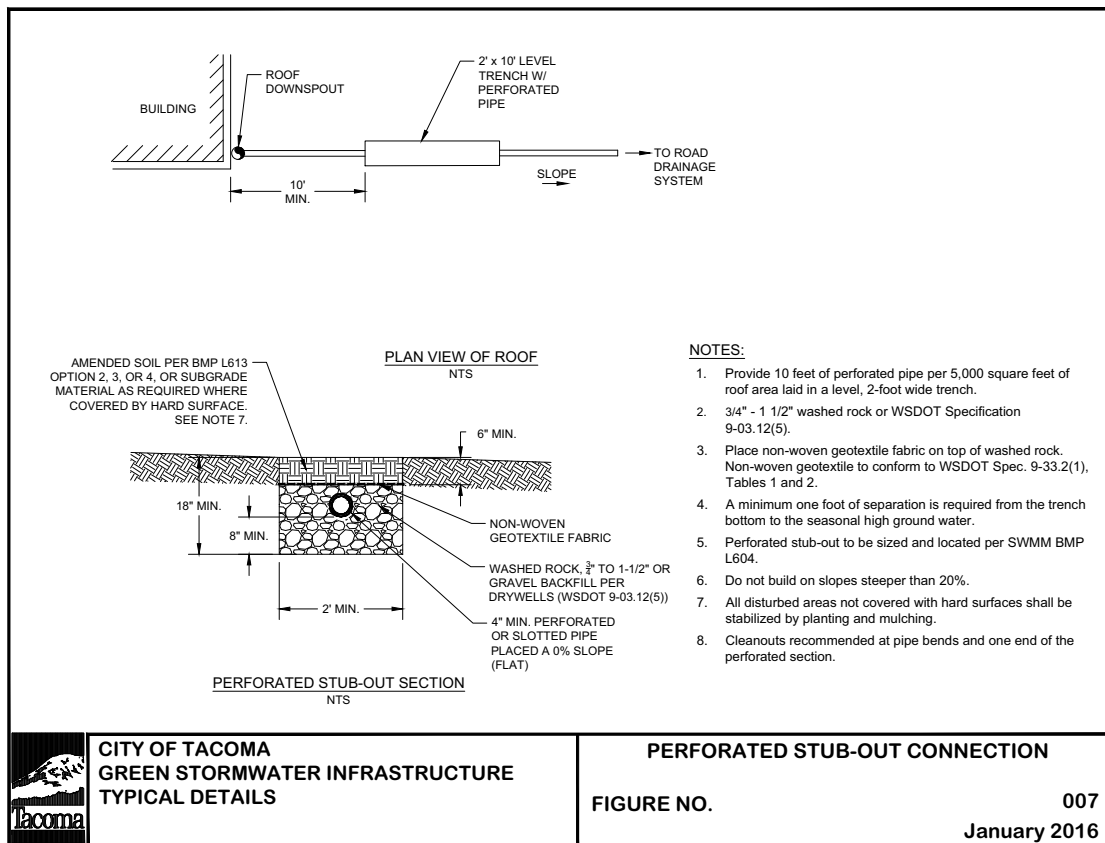 BUILDING
ROOF
DOWNSPOUT
2' x 10' LEVEL
TRENCH W/
PERFORATED
PIPE
10'
MIN.
SLOPE
TO ROAD
DRAINAGE
SYSTEM
PLAN VIEW OF ROOF
NTS
AMENDED SOIL PER BMP L613
OPTION 2, 3, OR 4, OR SUBGRADE
MATERIAL AS REQUIRED WHERE
COVERED BY HARD SURFACE.
SEE NOTE 7.
6" MIN.
18" MIN.
8" MIN.
2' MIN.
NON-WOVEN
GEOTEXTILE FABRIC
WASHED ROCK, 3/4" TO 1-1/2" OR
GRAVEL BACKFILL PER
DRYWELLS (WSDOT 9-03.12(5))
4" MIN. PERFORATED
OR SLOTTED PIPE
PLACED A 0% SLOPE
(FLAT)
PERFORATED STUB-OUT SECTION
NTS
NOTES:
1. Provide 10 feet of perforated pipe per 5,000 square feet of
roof area laid in a level, 2-foot wide trench.
2. 3/4" - 1 1/2" washed rock or WSDOT Specification
9-03.12(5).
3. Place non-woven geotextile fabric on top of washed rock.
Non-woven geotextile to conform to WSDOT Spec. 9-33.2(1),
Tables 1 and 2.
4. A minimum one foot of separation is required from the trench
bottom to the seasonal high ground water.
5. Perforated stub-out to be sized and located per SWMM BMP
L604.
6. Do not build on slopes steeper than 20%.
7. All disturbed areas not covered with hard surfaces shall be
stabilized by planting and mulching.
8. Cleanouts recommended at pipe bends and one end of the
perforated section.
Tacoma
CITY OF TACOMA
GREEN STORMWATER INFRASTRUCTURE
TYPICAL DETAILS
PERFORATED STUB-OUT CONNECTION
FIGURE NO. 007
January 2016